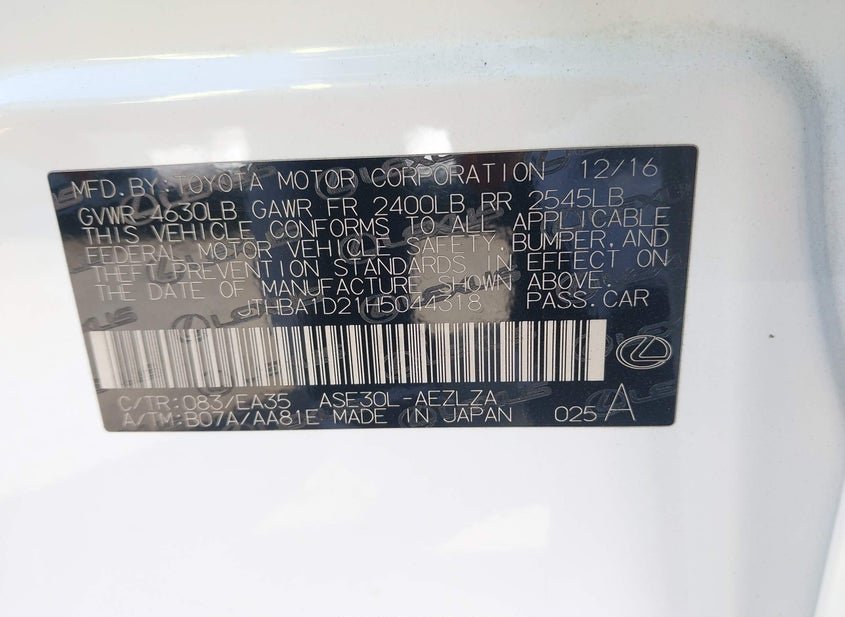 MFD.BY:TOYOTA MOTOR CORPORATION 12/16
GVWR 4630LB GAWR FR 2400LB RR 2545LB
THIS VEHICLE CONFORMS TO ALL APPLICABLE
FEDERAL MOTOR VEHICLE SAFETY,BUMPER,AND
THEFT PREVENTION STANDARDS IN EFFECT ON
THE DATE OF MANUFACTURE SHOWN ABOVE.
JTHBA1D21H5044318 PASS.CAR
C/TR:083/EA35 ASE30L-AEZLZA
A/TM:B07A/AA81E MADE IN JAPAN 025 A